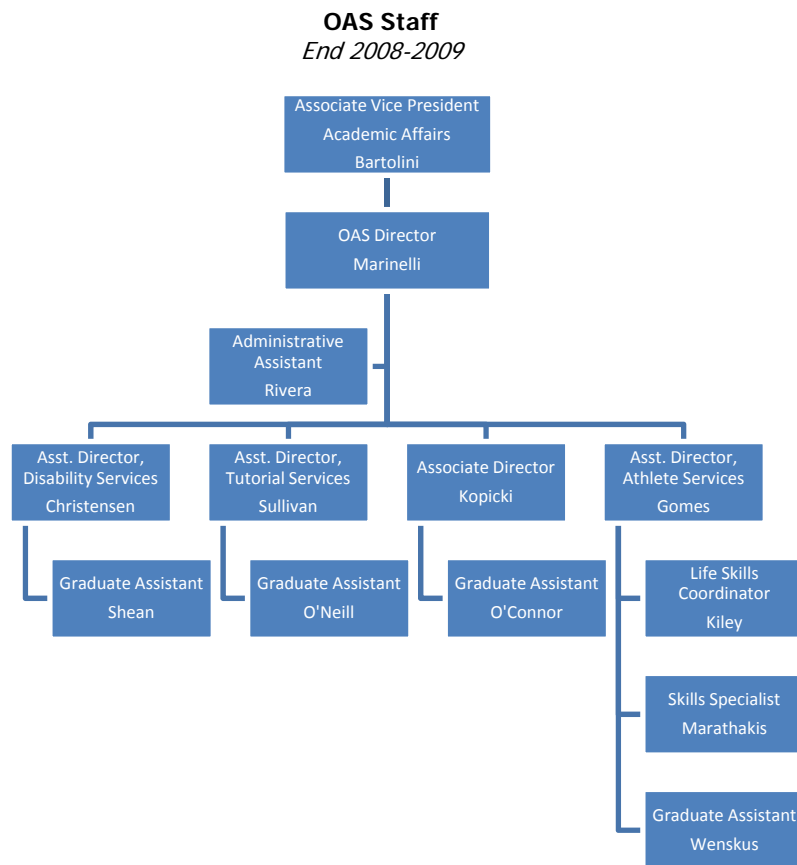 OAS Staff
End 2008-2009
Associate Vice President
Academic Affairs
Bartolini
OAS Director
Marinelli
Administrative
Assistant
Rivera
Asst. Director,
Disability Services
Christensen
Asst. Director,
Tutorial Services
Sullivan
Associate Director
Kopicki
Asst. Director,
Athlete Services
Gomes
Graduate Assistant
Shean
Graduate Assistant
O'Neill
Graduate Assistant
O'Connor
Life Skills
Coordinator
Kiley
Skills Specialist
Marathakis
Graduate Assistant
Wenskus